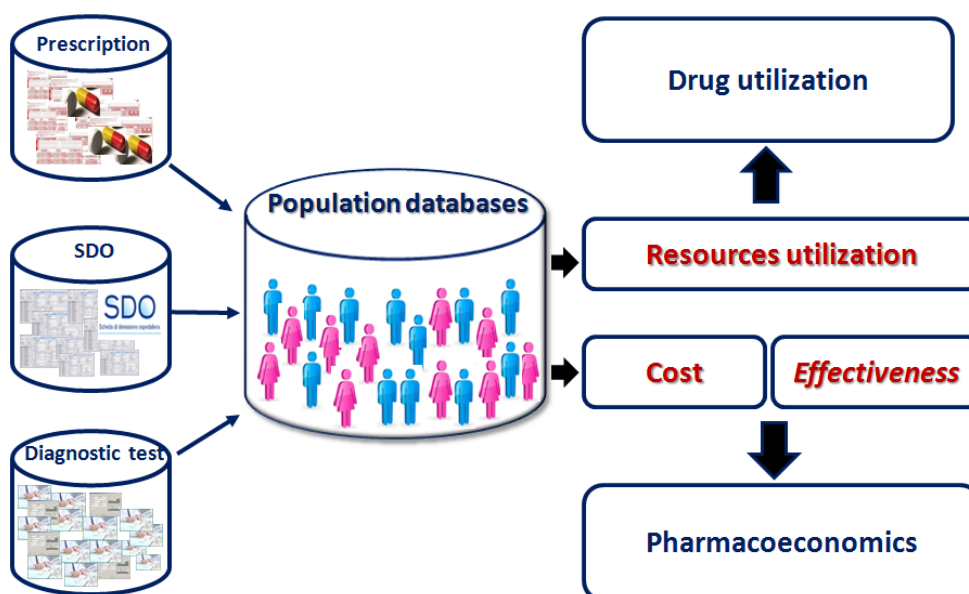 Prescription
SDO
SDO
Scheda di dimissione ospedaliera
Diagnostic test
Population databases
Drug utilization
Resources utilization
Cost
Effectiveness
Pharmacoeconomics